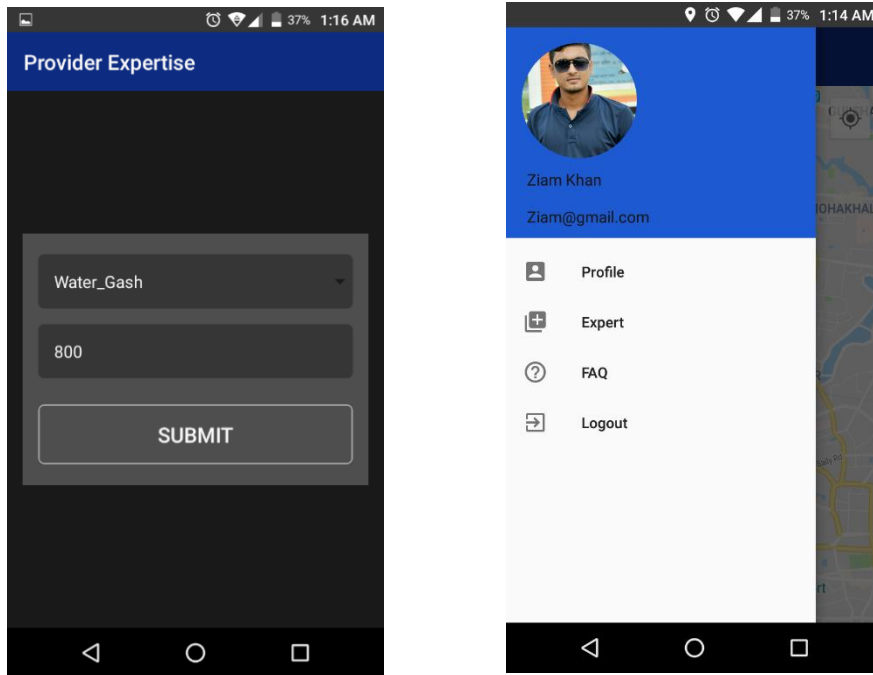 37% 1:16 AM
Provider Expertise
Water_Gash
800
SUBMIT
37% 1:14 AM
Ziam Khan
Ziam@gmail.com
Profile
Expert
FAQ
Logout